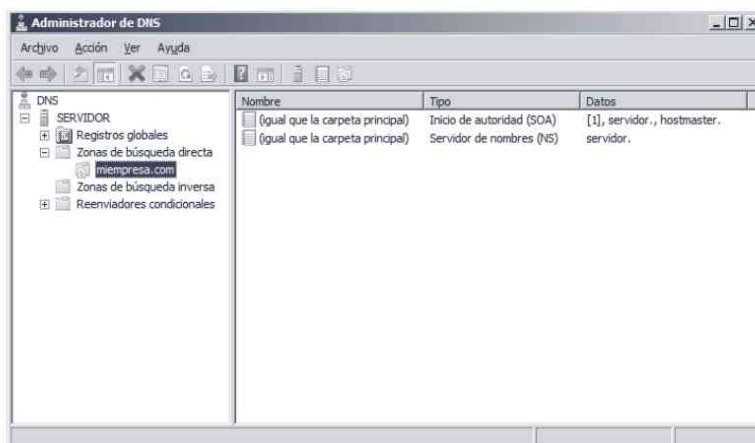 Administrador de DNS
Archivo Acción Ver Ayuda
DNS
SERVIDOR
Registros globales
Zonas de búsqueda directa
miempresa.com
Zonas de búsqueda inversa
Reenviadores condicionales
Nombre Tipo Datos
(igual que la carpeta principal) Inicio de autoridad (SOA) [1], servidor., hostmaster.
(igual que la carpeta principal) Servidor de nombres (NS) servidor.